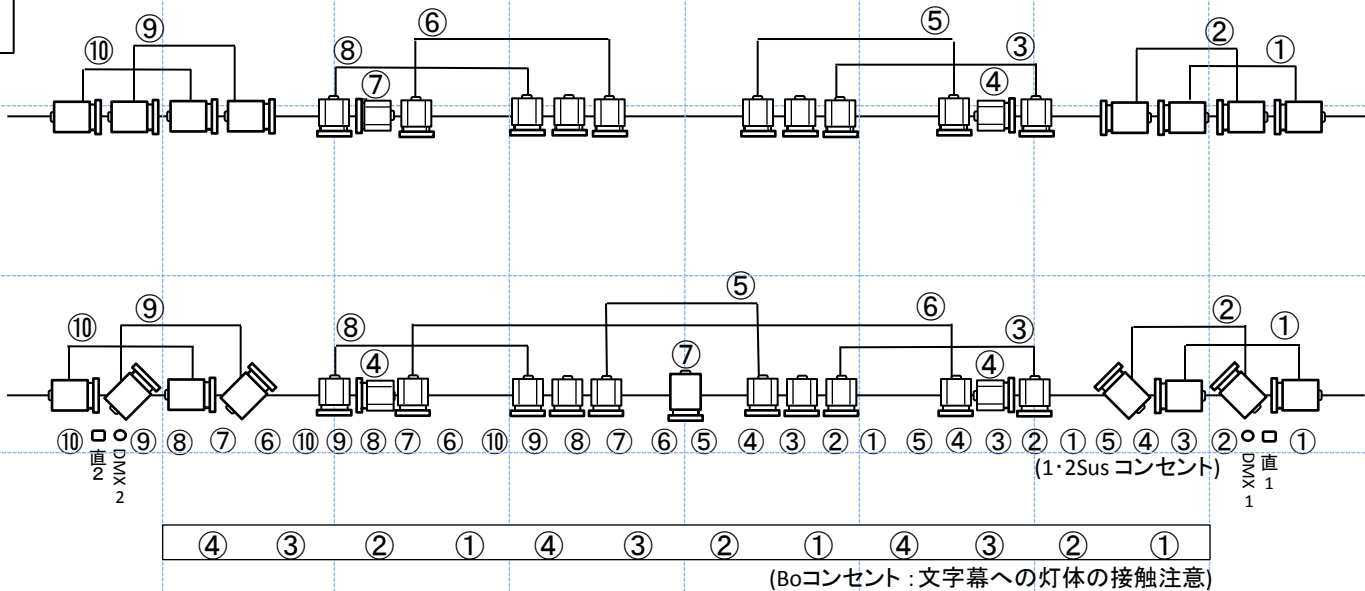 ⑩ ⑨ ⑧ ⑦ ⑥ ⑤ ④ ③ ② ①
⑩ ⑨ ⑧ ④ ⑤ ⑦ ⑥ ④ ③ ② ①
⑩ 直2 DMX 2 ⑨ ⑧ ⑦ ⑥ ⑩ ⑨ ⑧ ⑦ ⑥ ⑩ ⑨ ⑧ ⑦ ⑥ ⑤ ④ ③ ② ① ⑤ ④ ③ ② ① ⑤ ④ ③ ② DMX 1 直1 ①
(1･2Sus コンセント)
④ ③ ② ① ④ ③ ② ① ④ ③ ② ①
(Boコンセント : 文字幕への灯体の接触注意)